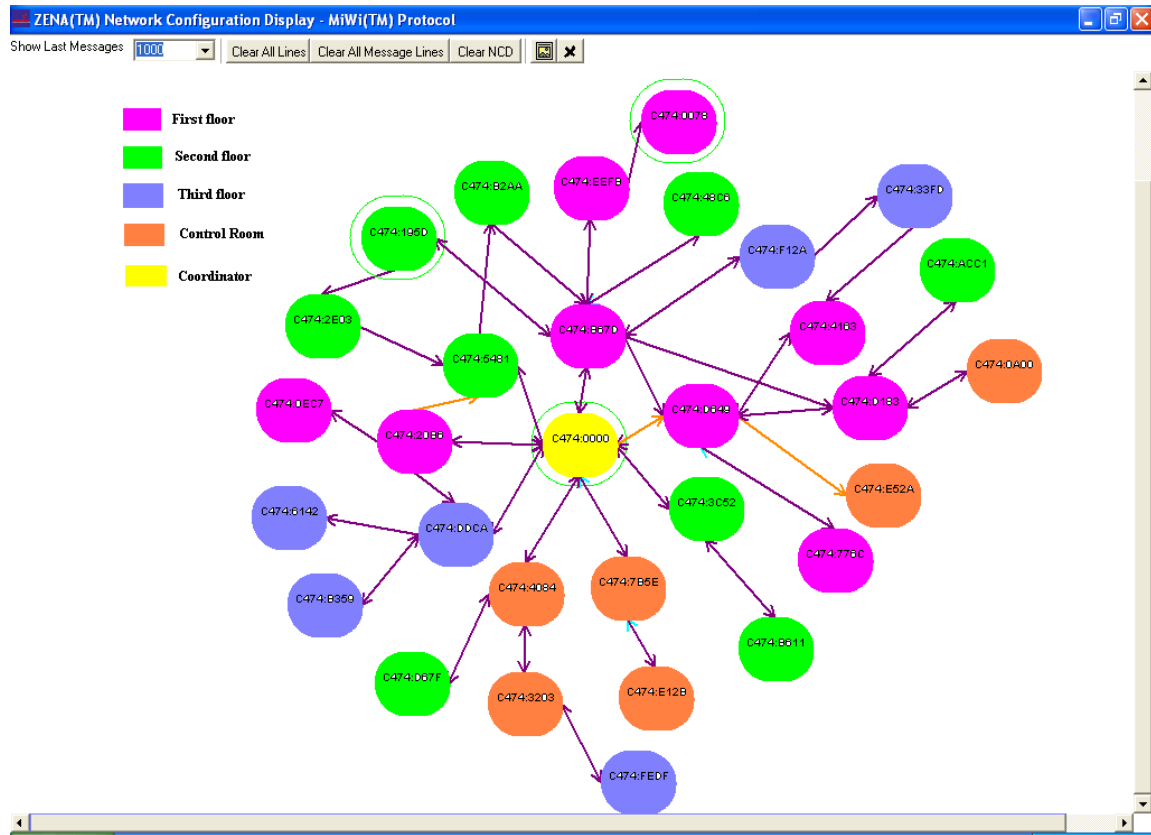 ZENA(TM) Network Configuration Display - MiWi(TM) Protocol
Show Last Messages 1000 Clear All Lines Clear All Message Lines Clear NCD
First floor
Second floor
Third floor
Control Room
Coordinator
C474:0078
C474:EEFB
C474:B2AA
C474:48C6
C474:33FD
C474:195D
C474:F12A
C474:ACC1
C474:2E03
C474:B67D
C474:4163
C474:5481
C474:0A00
C474:0EC7
C474:D649
C474:D183
C474:20B6
C474:0000
C474:E52A
C474:3C52
C474:6142
C474:DDCA
C474:776C
C474:4084
C474:7B5E
C474:B359
C474:B611
C474:D67F
C474:3203
C474:E12B
C474:FEDF